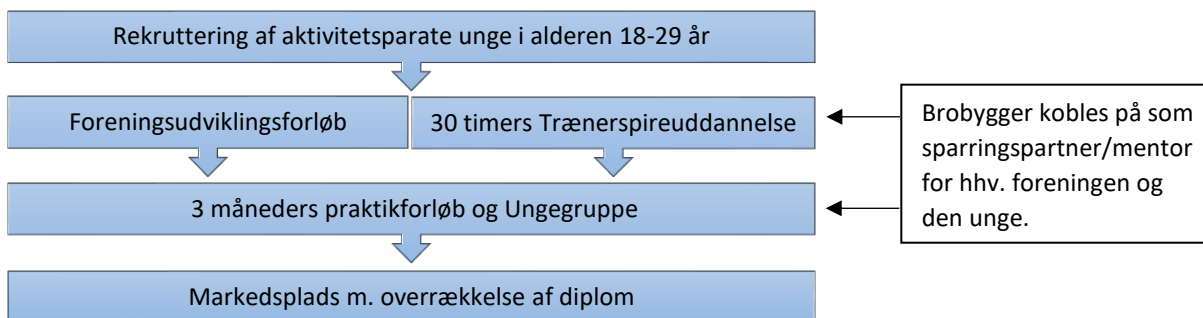 Rekruttering af aktivitetsparate unge i alderen 18-29 år
Foreningsudviklingsforløb
30 timers Trænerspireuddannelse
Brobygger kobles på som
sparringspartner/mentor
for hhv. foreningen og
den unge.
3 måneders praktikforløb og Ungegruppe
Markedsplads m. overrækkelse af diplom